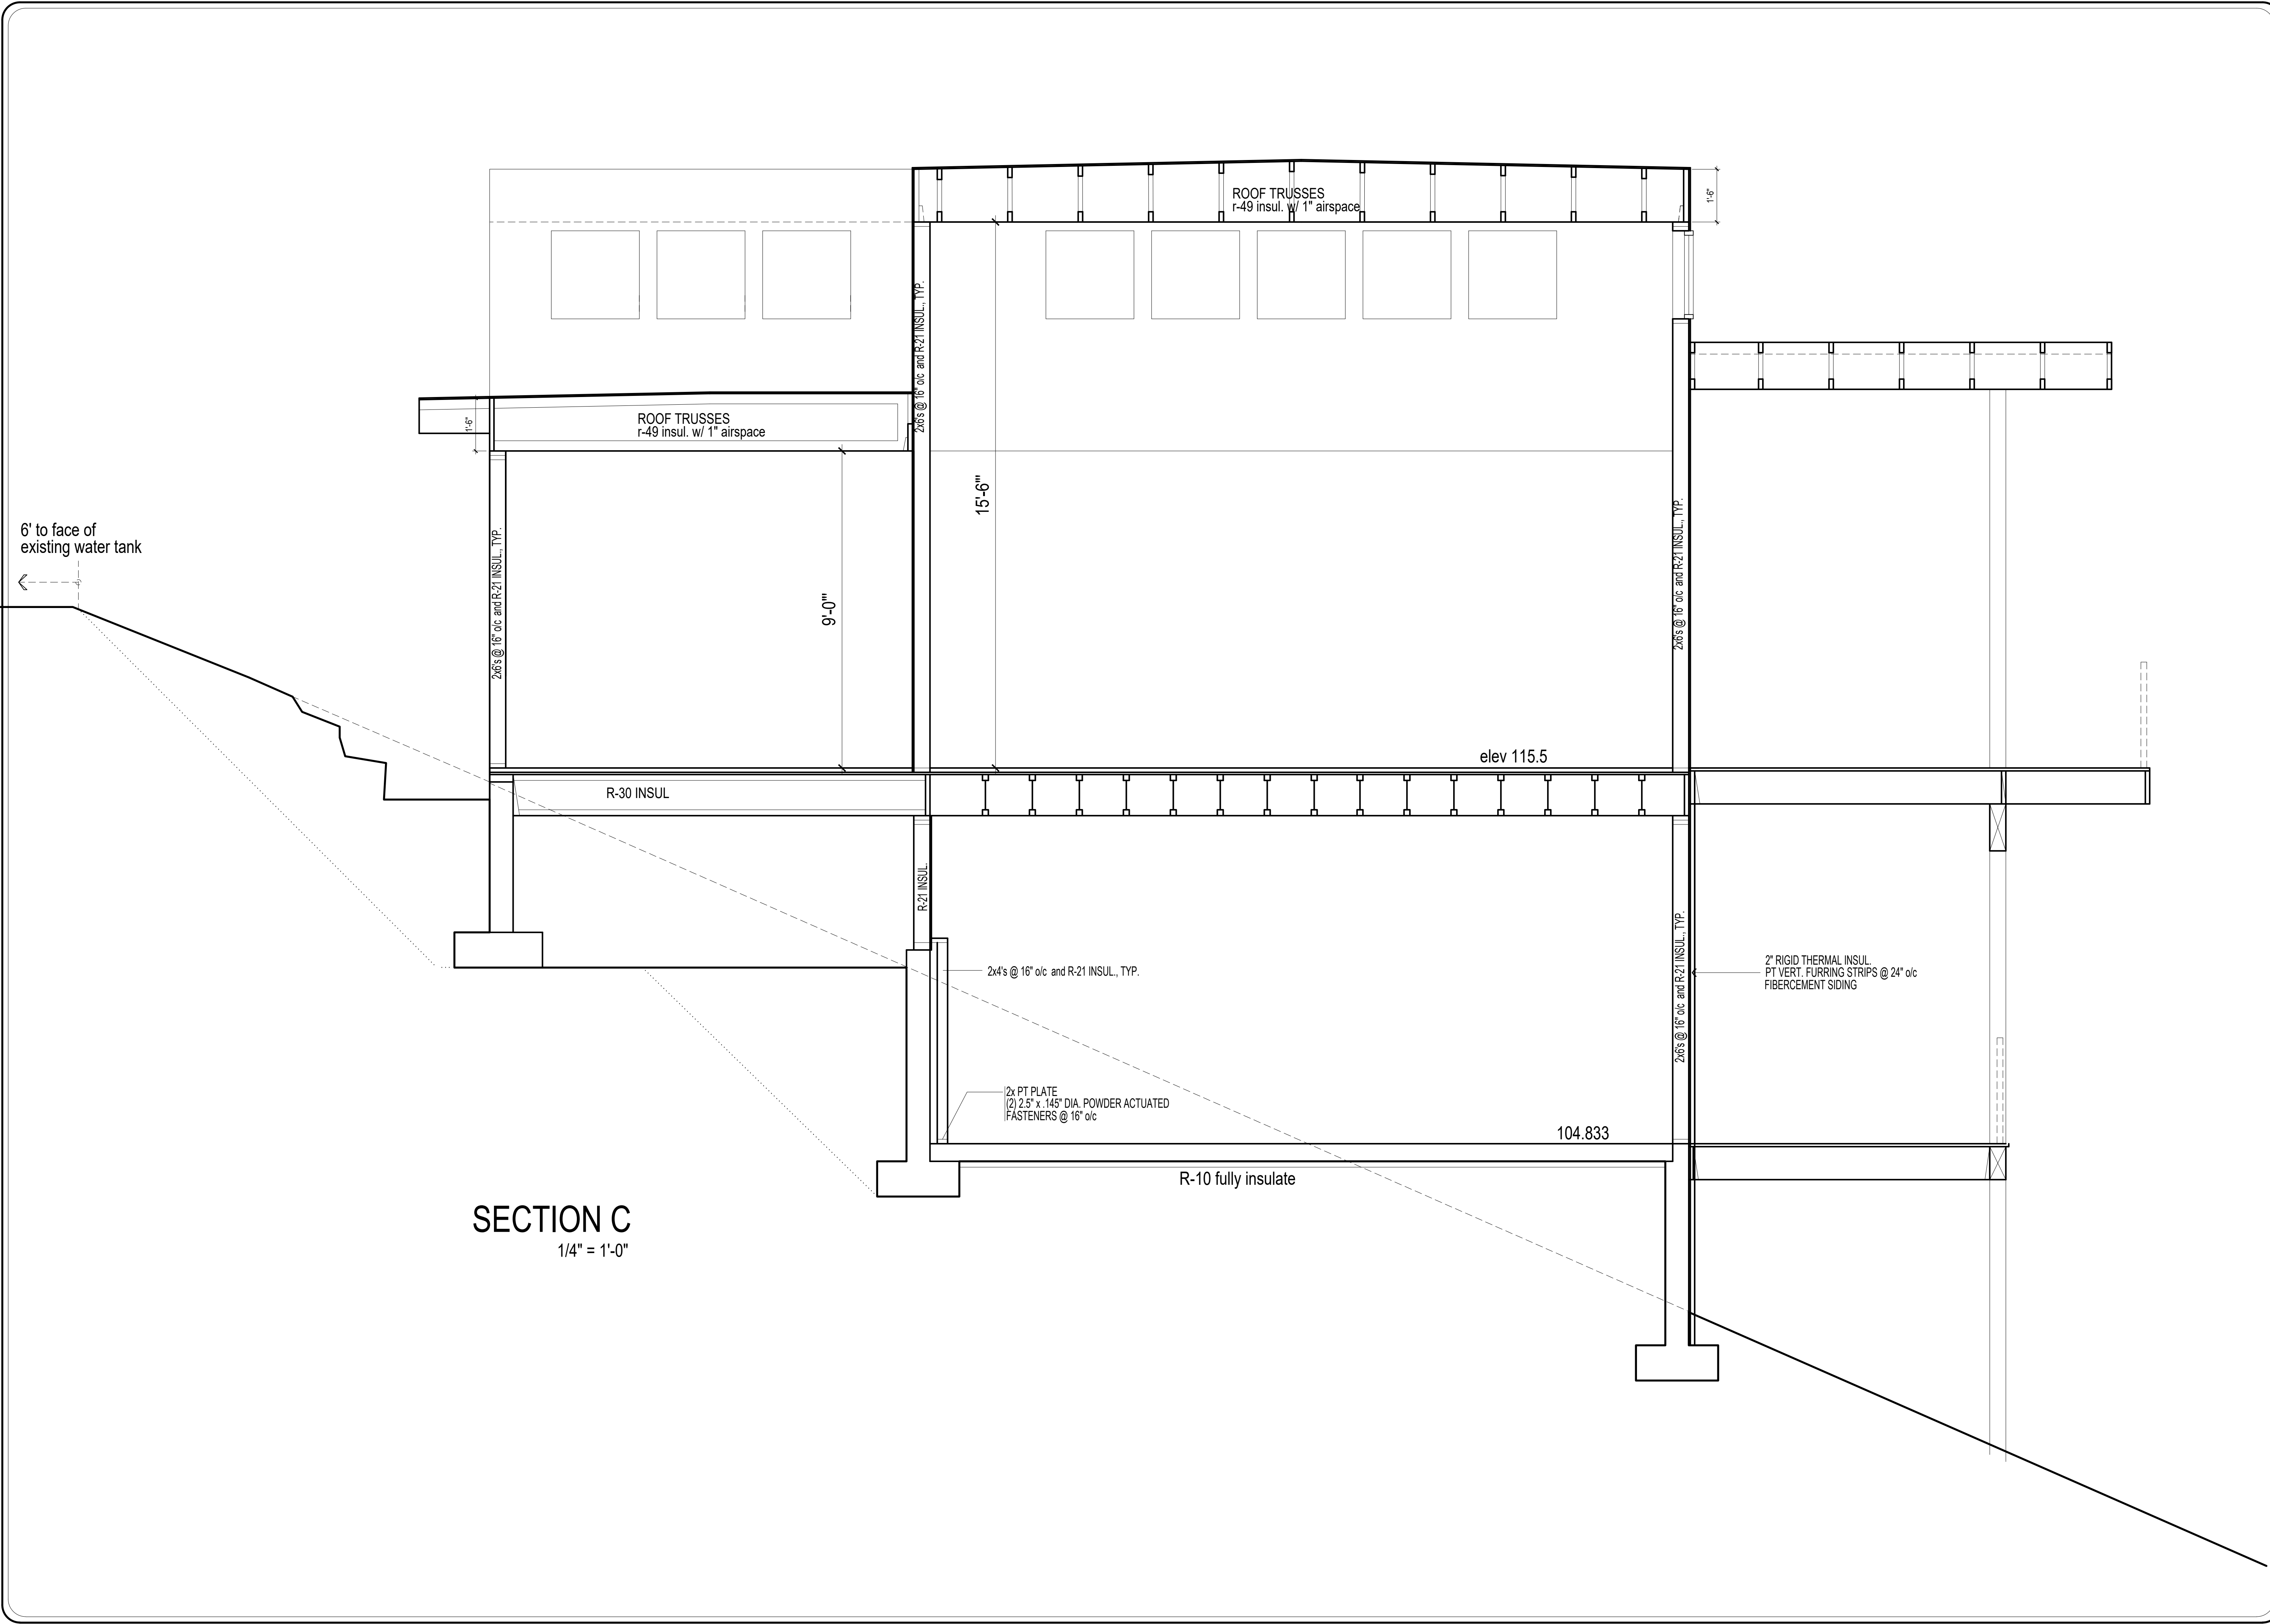 ROOF TRUSSES
r-49 insul. w/ 1" airspace
1'-6"
2x6's @ 16" o/c and R-21 INSUL., TYP.
ROOF TRUSSES
r-49 insul. w/ 1" airspace
1'-6"
15'-6'"
2x6's @ 16" o/c and R-21 INSUL., TYP.
6' to face of
existing water tank
2x6's @ 16" o/c and R-21 INSUL., TYP.
9'-0'"
elev 115.5
R-30 INSUL
R-21 INSUL.
2x4's @ 16" o/c and R-21 INSUL., TYP.
2x6's @ 16" o/c and R-21 INSUL., TYP.
2" RIGID THERMAL INSUL.
PT VERT. FURRING STRIPS @ 24" o/c
FIBERCEMENT SIDING
2x PT PLATE
(2) 2.5" x .145" DIA. POWDER ACTUATED
FASTENERS @ 16" o/c
104.833
R-10 fully insulate
SECTION C
1/4" = 1'-0"